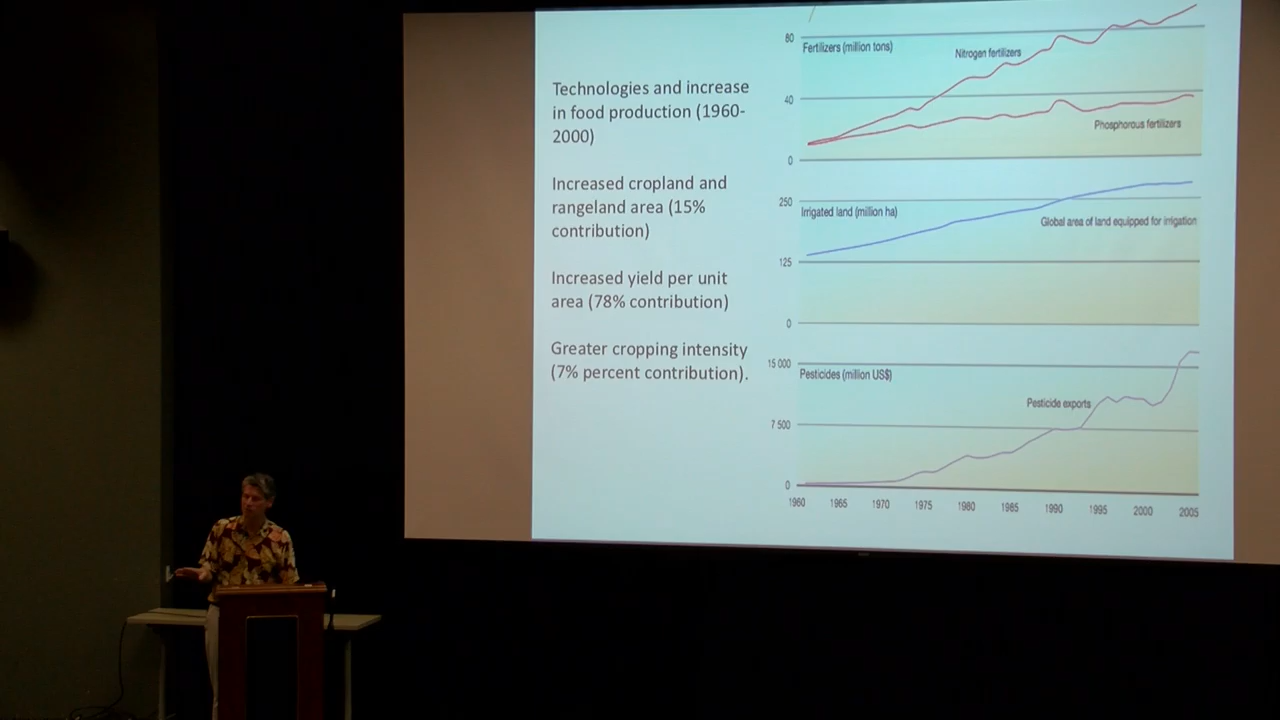 Technologies and increase
in food production (1960-
2000)
Increased cropland and
rangeland area (15%
contribution)
Increased yield per unit
area (78% contribution)
Greater cropping intensity
(7% percent contribution).
80
Fertilizers (million tons)
Nitrogen fertilizers
40
Phosphorous fertilizers
0
250
Irrigated land (million ha)
Global area of land equipped for irrigation
125
0
15 000
Pesticides (million US$)
Pesticide exports
7 500
0
1960 1965 1970 1975 1980 1985 1990 1995 2000 2005